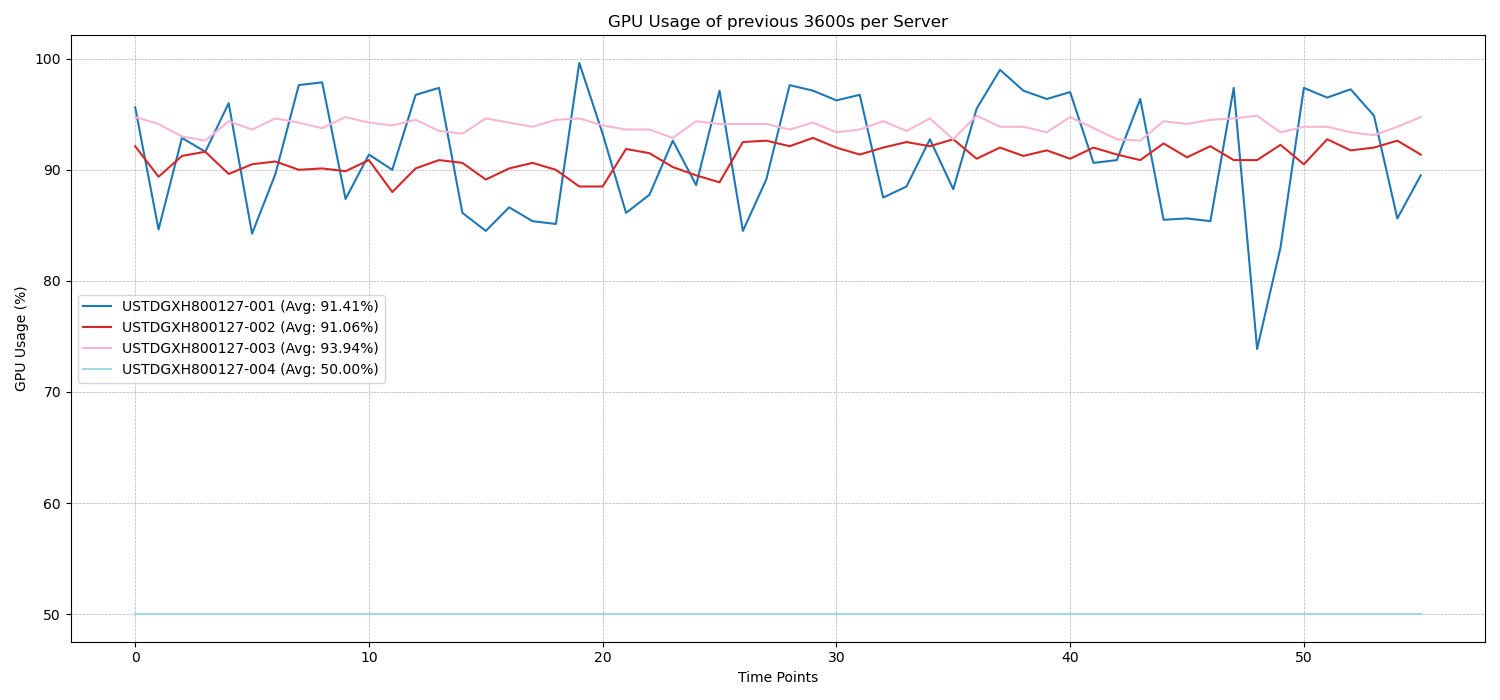 GPU Usage of previous 3600s per Server
GPU Usage (%)
100
90
80
70
60
50
USTDGXH800127-001 (Avg: 91.41%)
USTDGXH800127-002 (Avg: 91.06%)
USTDGXH800127-003 (Avg: 93.94%)
USTDGXH800127-004 (Avg: 50.00%)
0 10 20 30 40 50
Time Points